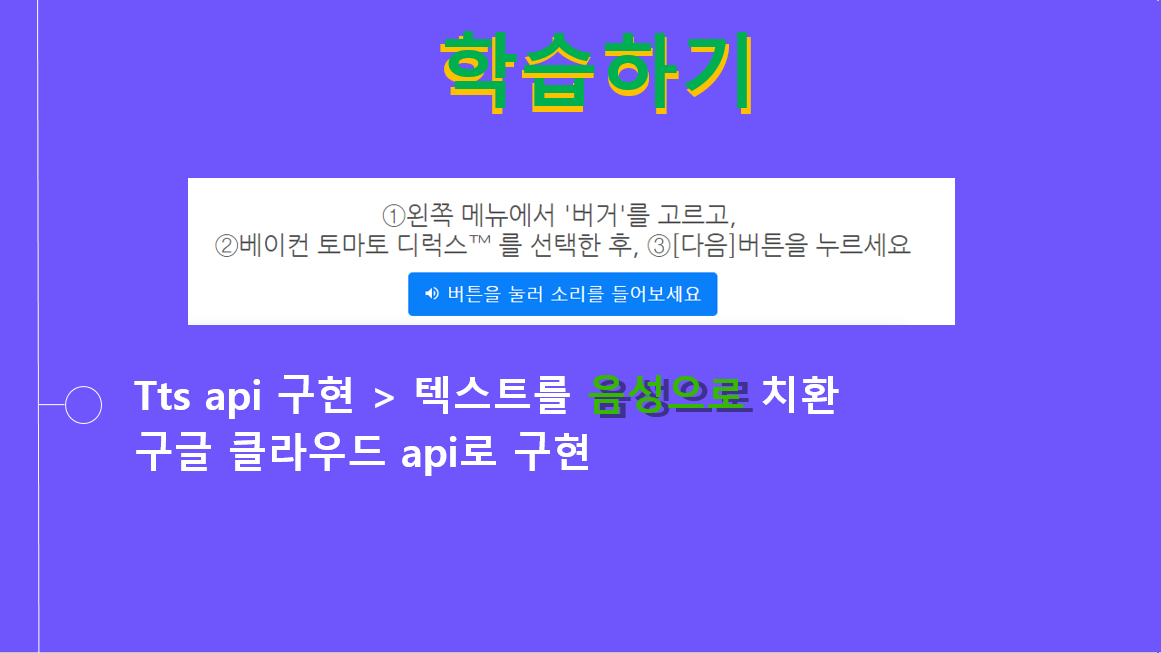 학습하기
①왼쪽 메뉴에서 '버거'를 고르고,
②베이컨 토마토 디럭스™ 를 선택한 후, ③[다음]버튼을 누르세요
버튼을 눌러 소리를 들어보세요
Tts api 구현 > 텍스트를 음성으로 치환
구글 클라우드 api로 구현